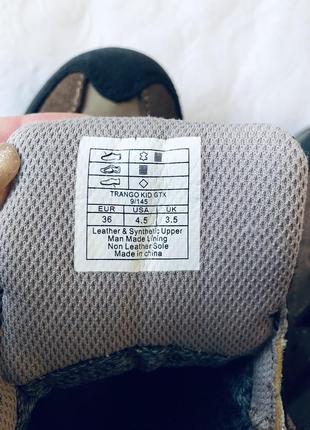 TRANGO KID GTX
9/145
EUR USA UK
36 4.5 3.5
Leather & Synthetic Upper
Man Made Lining
Non Leather Sole
Made in china